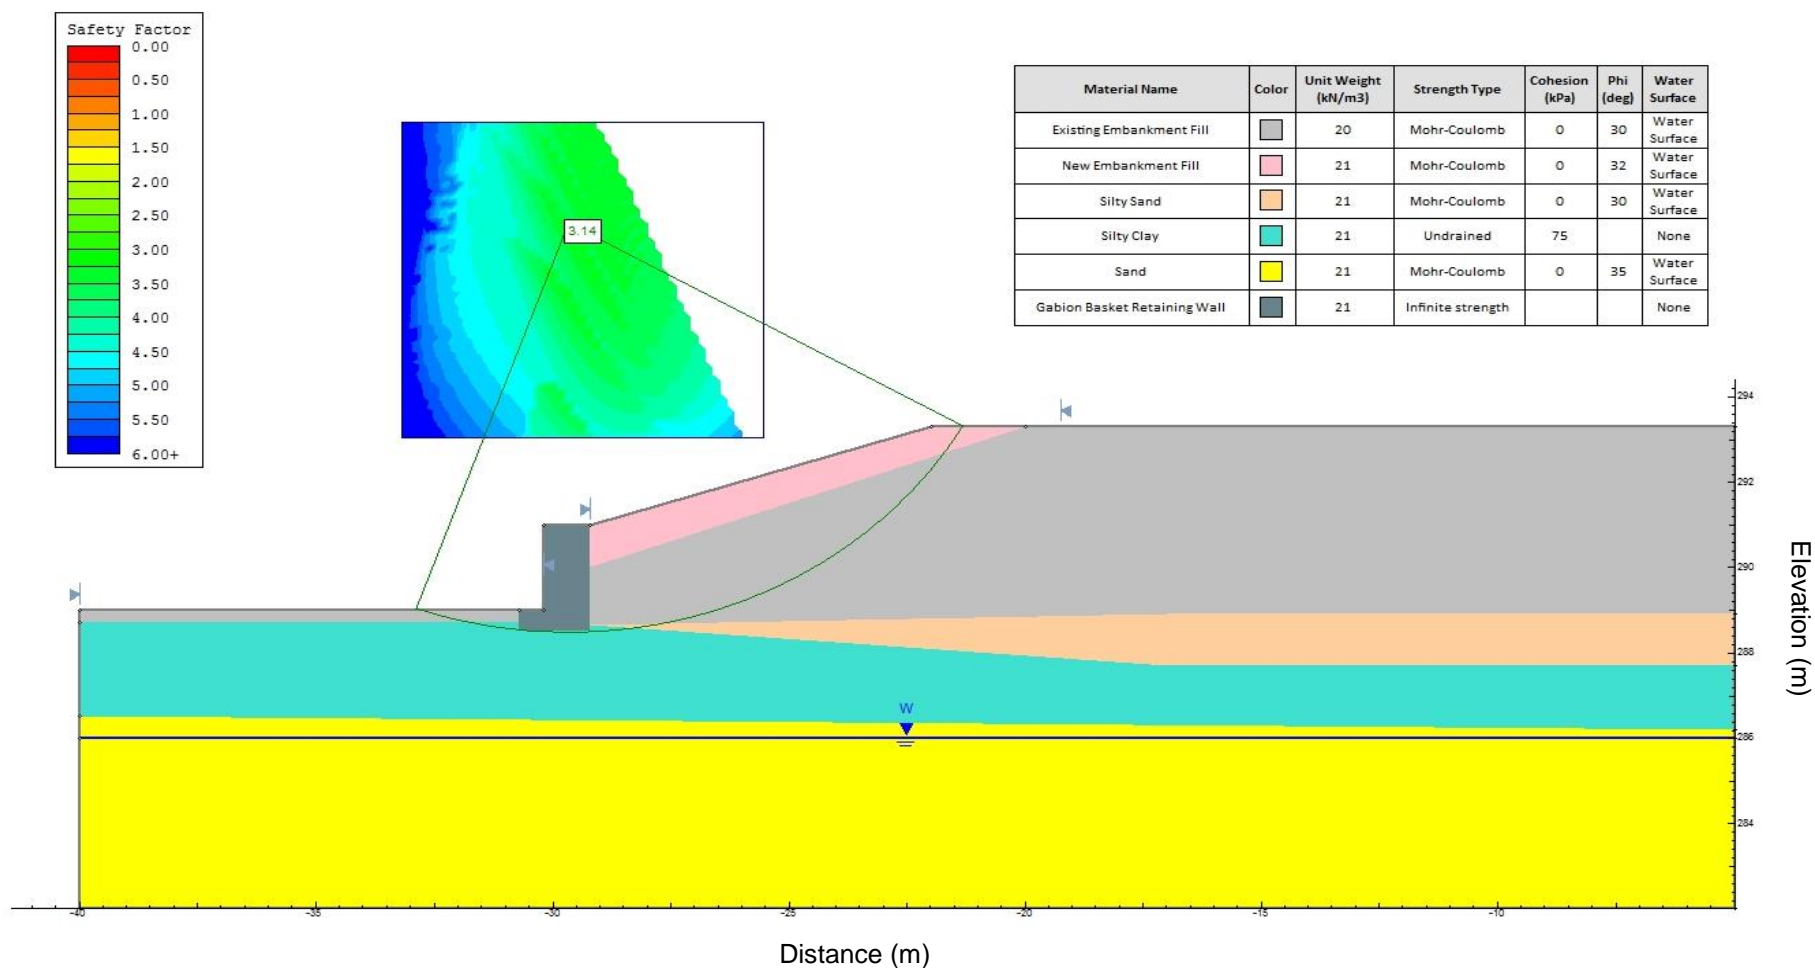 Safety Factor
0.00
0.50
1.00
1.50
2.00
2.50
3.00
3.50
4.00
4.50
5.00
5.50
6.00+
3.14
Material Name Color Unit Weight (kN/m3) Strength Type Cohesion (kPa) Phi (deg) Water Surface
Existing Embankment Fill 20 Mohr-Coulomb 0 30 Water Surface
New Embankment Fill 21 Mohr-Coulomb 0 32 Water Surface
Silty Sand 21 Mohr-Coulomb 0 30 Water Surface
Silty Clay 21 Undrained 75 None
Sand 21 Mohr-Coulomb 0 35 Water Surface
Gabion Basket Retaining Wall 21 Infinite strength None
294
292
290
288
286
284
Elevation (m)
W
-40 -35 -30 -25 -20 -15 -10
Distance (m)